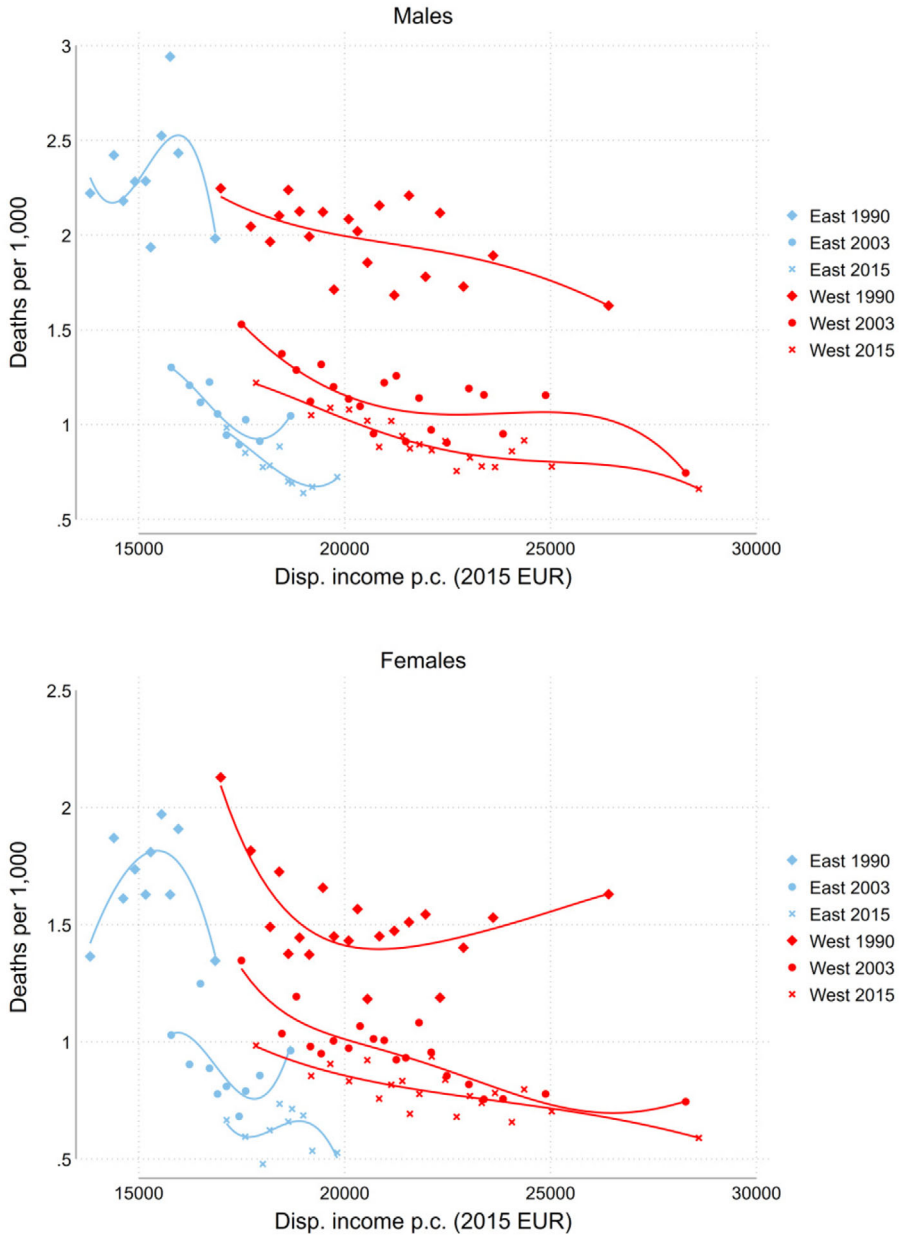 Males
Deaths per 1,000
3
2.5
2
1.5
1
.5
15000 20000 25000 30000
Disp. income p.c. (2015 EUR)
East 1990
East 2003
East 2015
West 1990
West 2003
West 2015
Females
Deaths per 1,000
2.5
2
1.5
1
.5
15000 20000 25000 30000
Disp. income p.c. (2015 EUR)
East 1990
East 2003
East 2015
West 1990
West 2003
West 2015